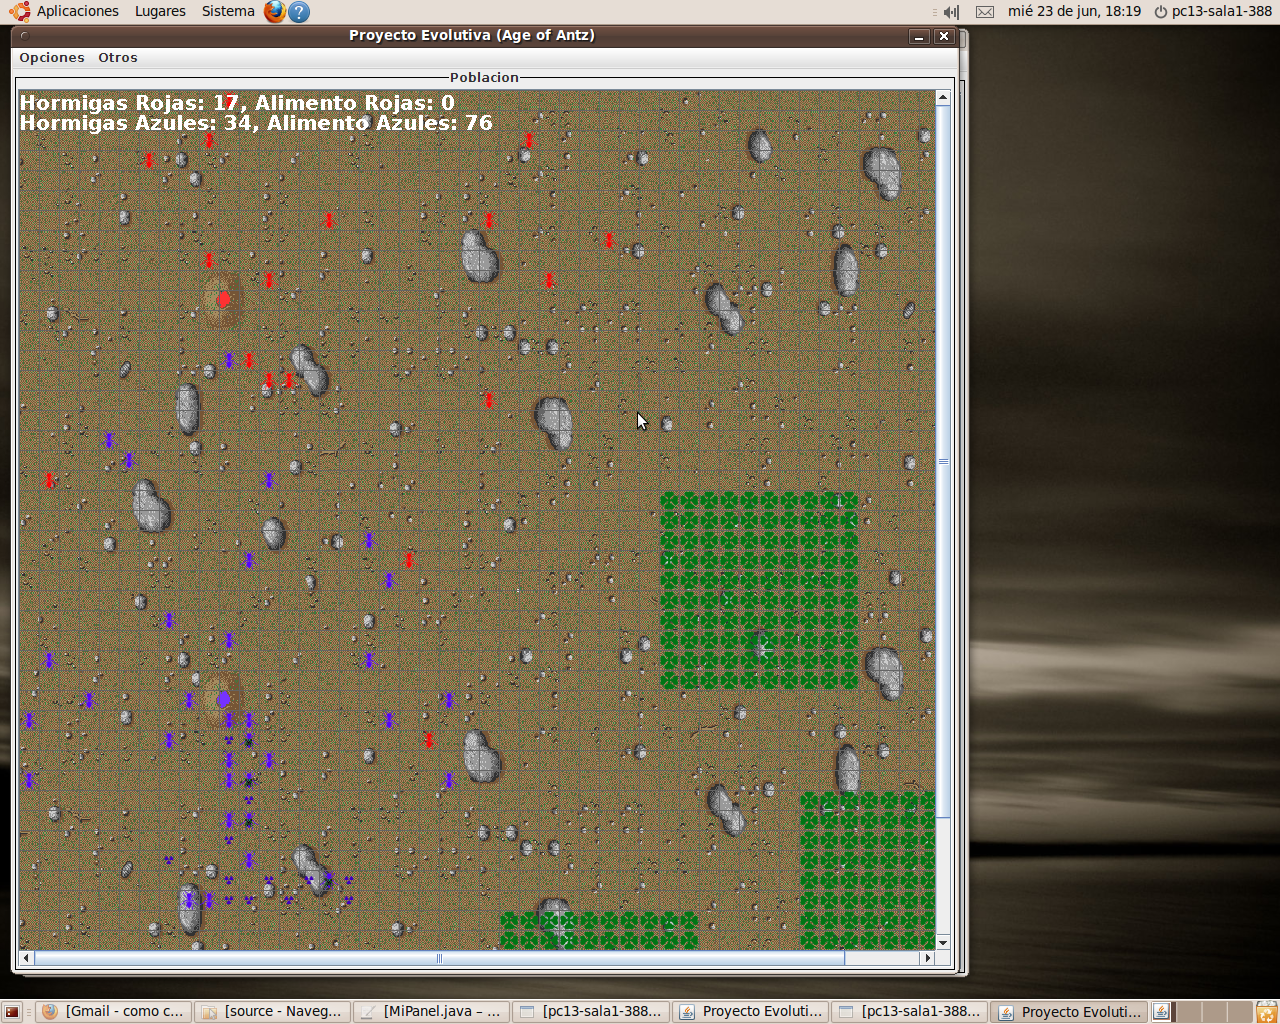 Aplicaciones Lugares Sistema mié 23 de jun, 18:19 pc13-sala1-388
Proyecto Evolutiva (Age of Antz)
Opciones Otros
Poblacion
Hormigas Rojas: 17, Alimento Rojas: 0
Hormigas Azules: 34, Alimento Azules: 76
[Gmail - como c... [source - Naveg... [MiPanel.java – ... [pc13-sala1-388... Proyecto Evoluti... [pc13-sala1-388... Proyecto Evoluti...